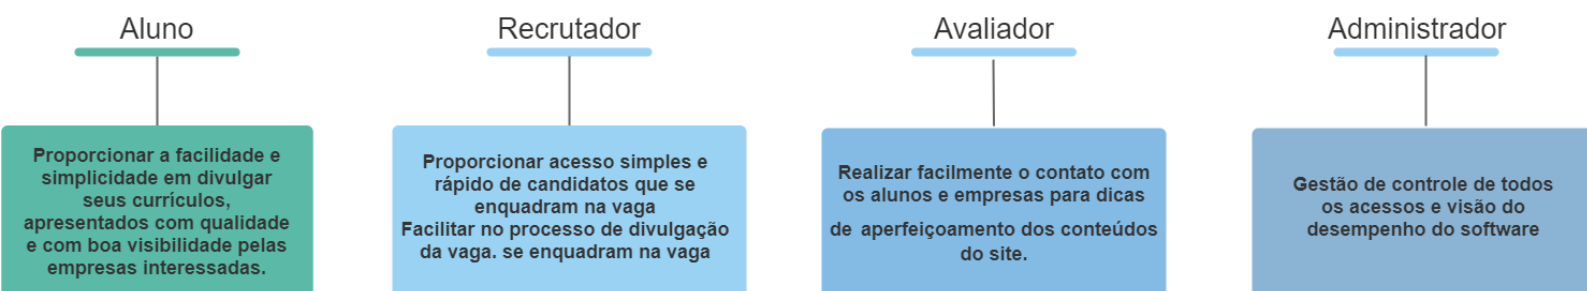 Aluno
Proporcionar a facilidade e
simplicidade em divulgar
seus currículos,
apresentados com qualidade
e com boa visibilidade pelas
empresas interessadas.
Recrutador
Proporcionar acesso simples e
rápido de candidatos que se
enquadram na vaga
Facilitar no processo de divulgação
da vaga. se enquadram na vaga
Avaliador
Realizar facilmente o contato com
os alunos e empresas para dicas
de aperfeiçoamento dos conteúdos
do site.
Administrador
Gestão de controle de todos
os acessos e visão do
desempenho do software